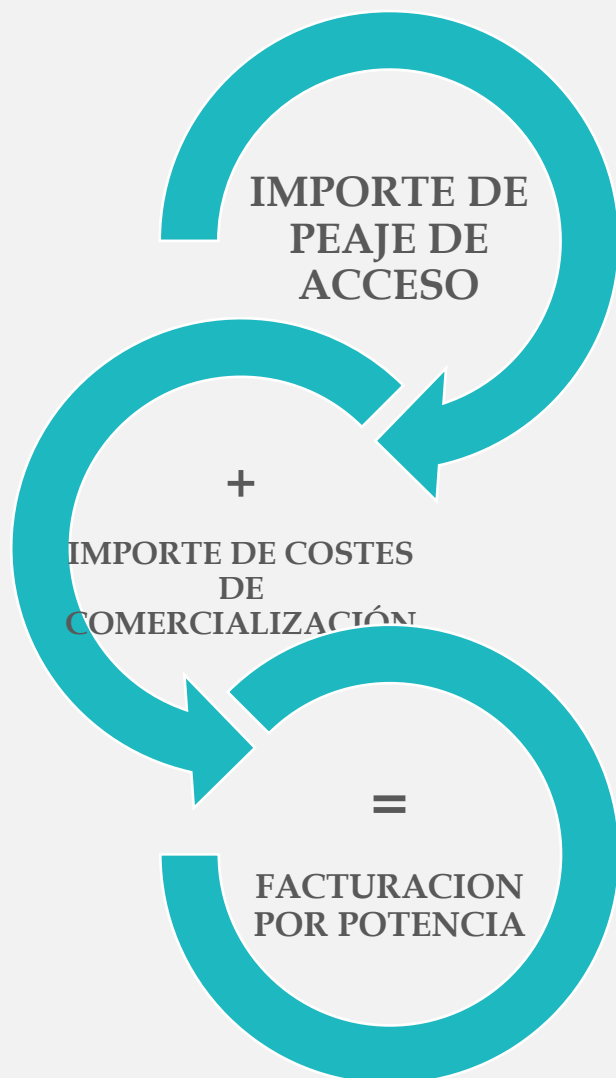 IMPORTE DE
PEAJE DE
ACCESO
+
IMPORTE DE COSTES
DE
COMERCIALIZACIÓN
=
FACTURACION
POR POTENCIA